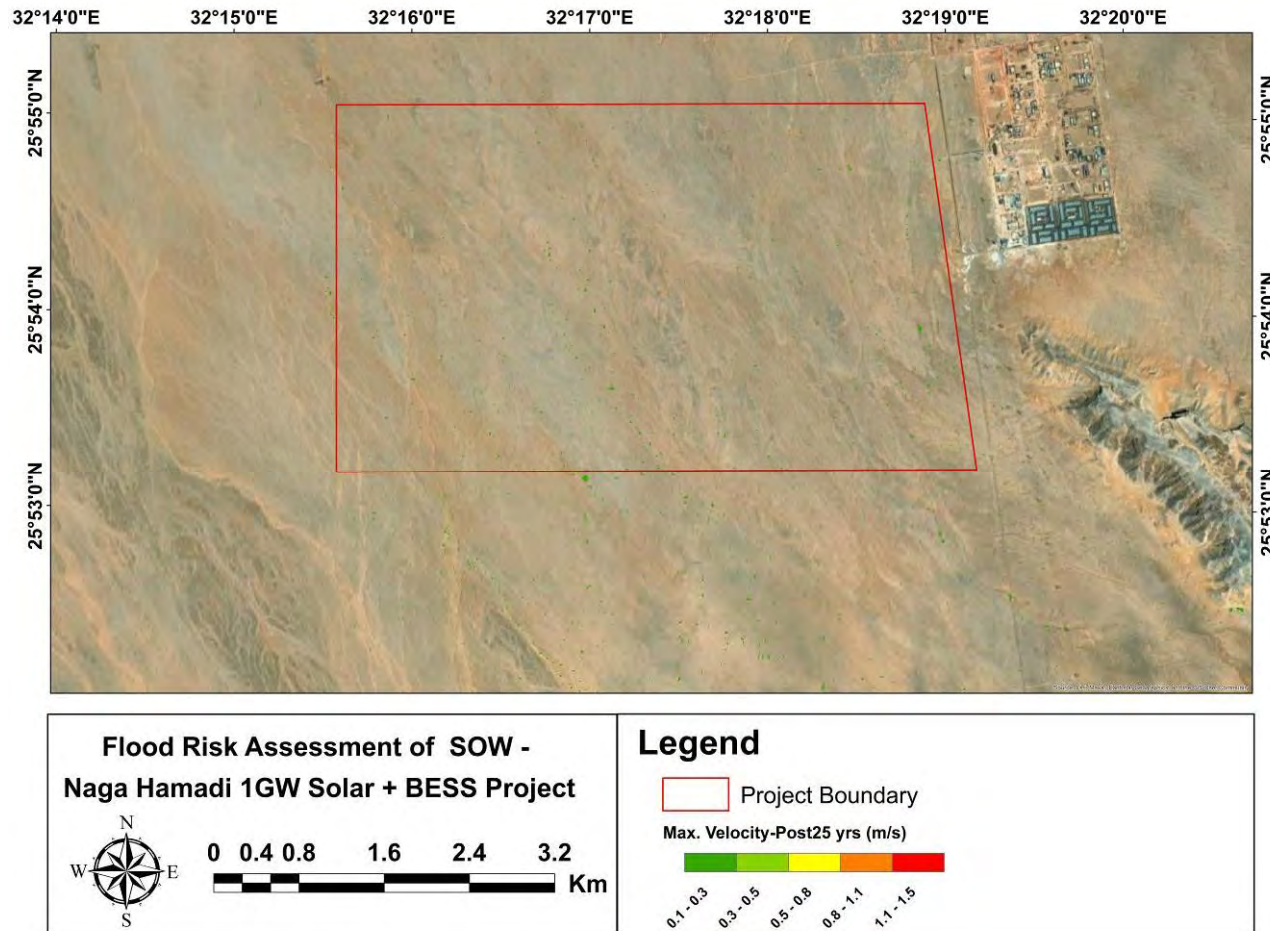 32°14'0"E 32°15'0"E 32°16'0"E 32°17'0"E 32°18'0"E 32°19'0"E 32°20'0"E
25°55'0"N 25°55'0"N
25°54'0"N 25°54'0"N
25°53'0"N 25°53'0"N
Flood Risk Assessment of SOW -
Naga Hamadi 1GW Solar + BESS Project
N
W E
S
0 0.4 0.8 1.6 2.4 3.2
Km
Legend
Project Boundary
Max. Velocity-Post25 yrs (m/s)
0.1 - 0.3 0.3 - 0.5 0.5 - 0.8 0.8 - 1.1 1.1 - 1.5